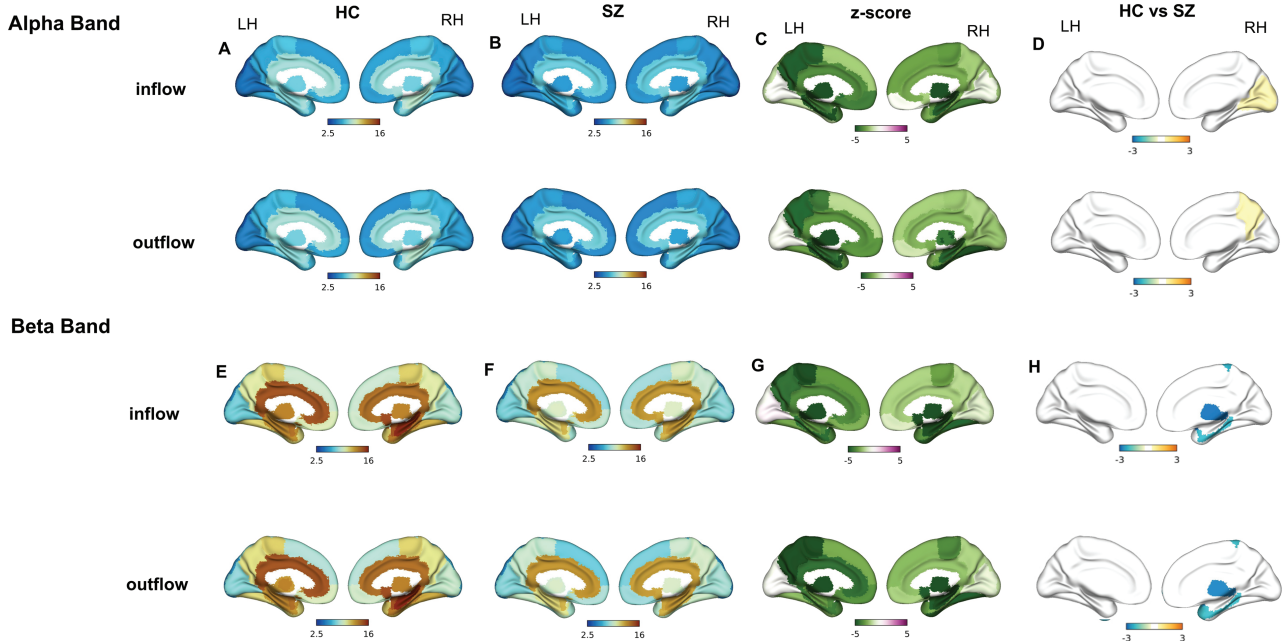 Alpha Band
HC
SZ
z-score
HC vs SZ
LH
RH
LH
RH
LH
RH
LH
RH
A
B
C
D
inflow
2.5
16
2.5
16
-5
5
-3
3
outflow
2.5
16
2.5
16
-5
5
-3
3
Beta Band
E
F
G
H
inflow
2.5
16
2.5
16
-5
5
-3
3
outflow
2.5
16
2.5
16
-5
5
-3
3